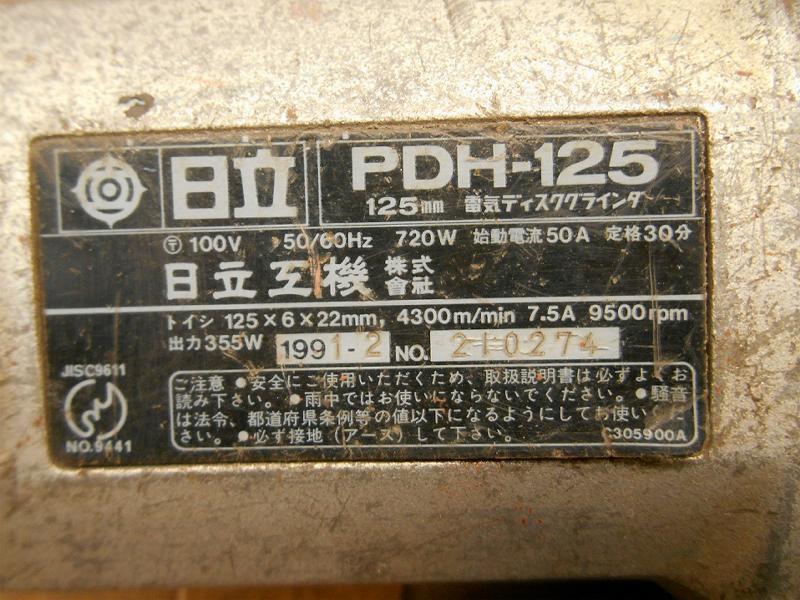 日立 PDH-125
125mm 電気ディスクグラインダ
〒 100V 50/60Hz 720W 始動電流50A 定格30分
日立工機 株式會社
トイシ 125×6×22mm, 4300m/min 7.5A 9500rpm
出力355W 1991-2 NO. 210274
JISC9611
NO.9441
ご注意 ●安全にご使用いただくため、取扱説明書は必ずよくお
読み下さい。●雨中ではお使いにならないでください。●騒音
は法令、都道府県条例等の値以下になるようにしてお使いくだ
さい。●必ず接地(アース)して下さい。 C305900A